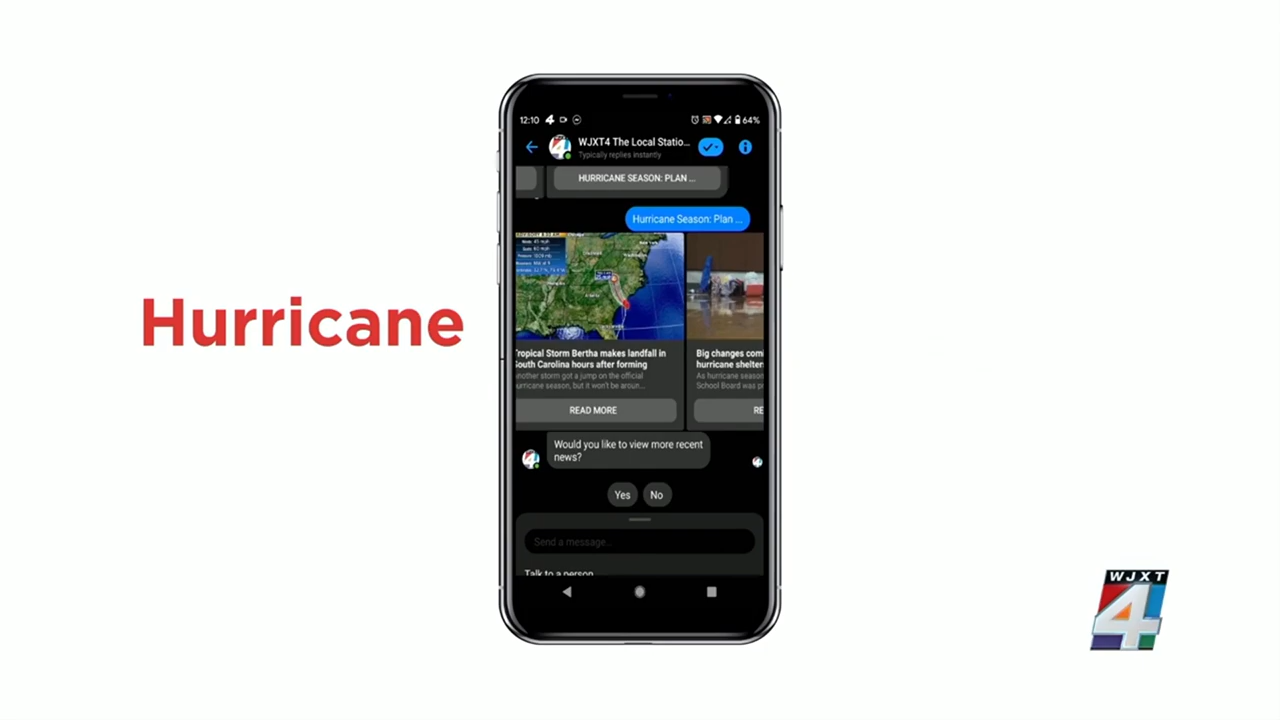 Hurricane
12:10
64%
WJXT4 The Local Statio...
Typically replies instantly
HURRICANE SEASON: PLAN ...
Hurricane Season: Plan ...
Tropical Storm Bertha makes landfall in
South Carolina hours after forming
another storm got a jump on the official
hurricane season, but it won't be aroun...
READ MORE
Big changes comi
hurricane shelter
As hurricane season
School Board was p
RE
Would you like to view more recent
news?
Yes
No
Send a message...
Talk to a person
WJXT
4